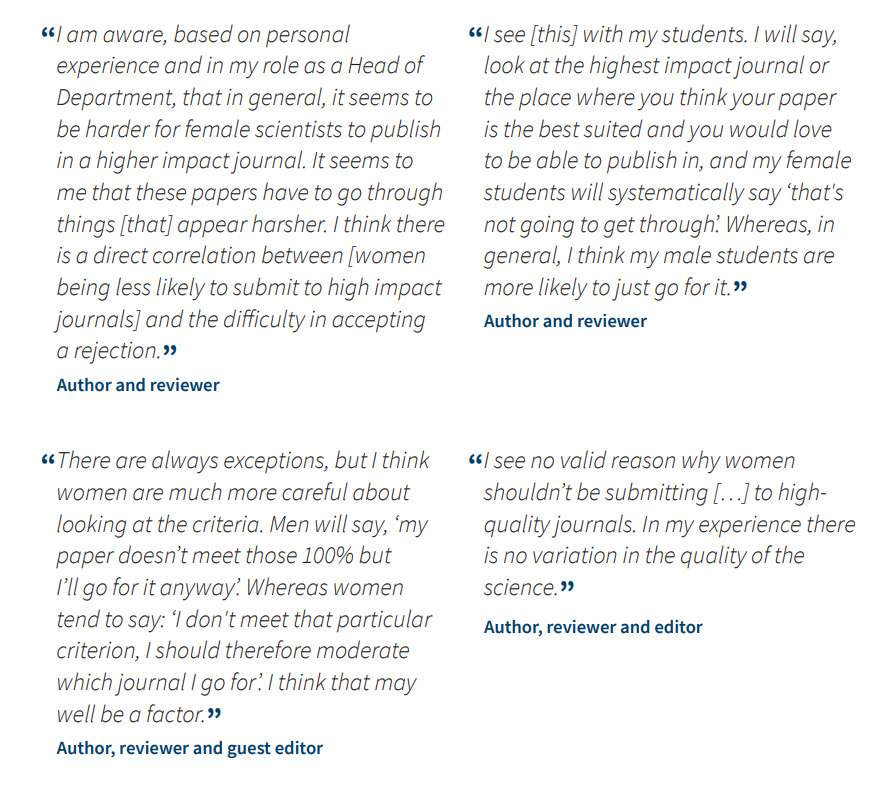 “I am aware, based on personal
experience and in my role as a Head of
Department, that in general, it seems to
be harder for female scientists to publish
in a higher impact journal. It seems to
me that these papers have to go through
things [that] appear harsher. I think there
is a direct correlation between [women
being less likely to submit to high impact
journals] and the difficulty in accepting
a rejection.”
Author and reviewer
“I see [this] with my students. I will say,
look at the highest impact journal or
the place where you think your paper
is the best suited and you would love
to be able to publish in, and my female
students will systematically say ‘that's
not going to get through’. Whereas, in
general, I think my male students are
more likely to just go for it.”
Author and reviewer
“There are always exceptions, but I think
women are much more careful about
looking at the criteria. Men will say, ‘my
paper doesn’t meet those 100% but
I’ll go for it anyway’. Whereas women
tend to say: ‘I don't meet that particular
criterion, I should therefore moderate
which journal I go for’. I think that may
well be a factor.”
Author, reviewer and guest editor
“I see no valid reason why women
shouldn’t be submitting […] to high-
quality journals. In my experience there
is no variation in the quality of the
science.”
Author, reviewer and editor